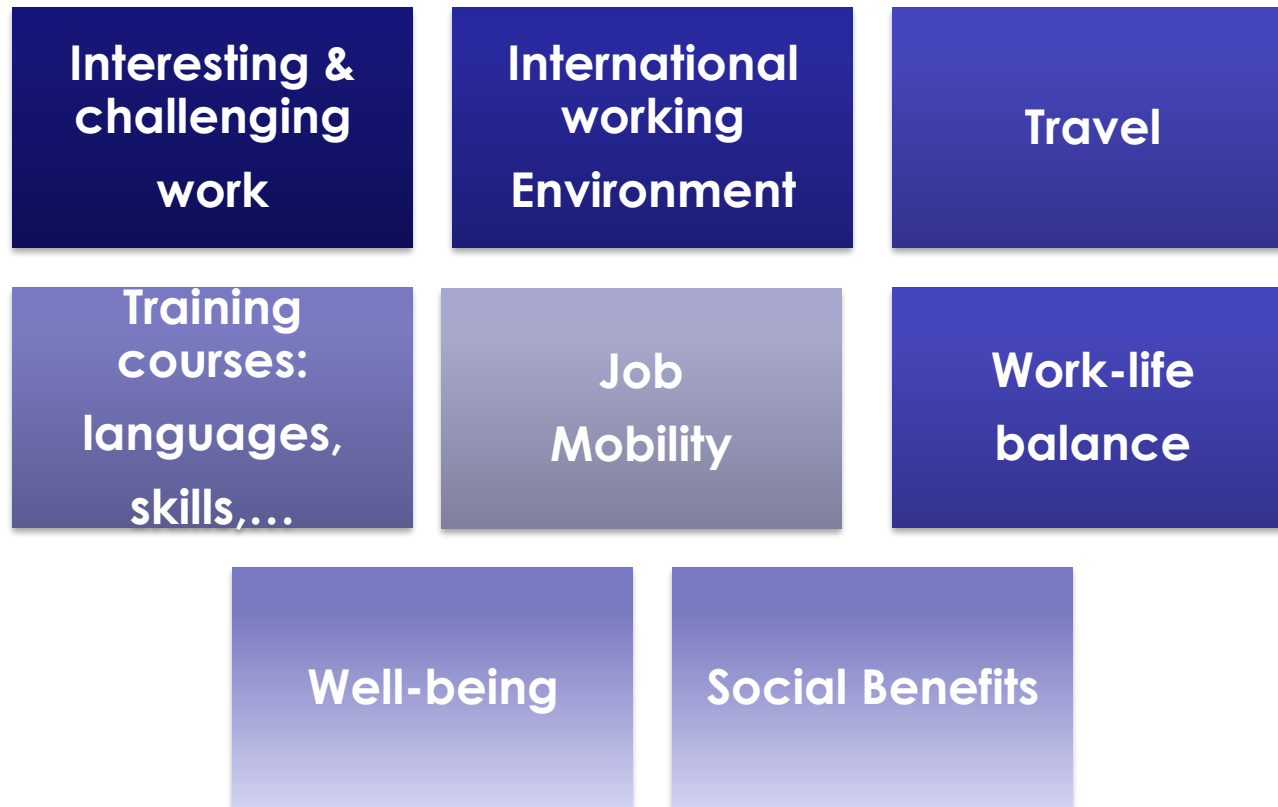 Interesting &
challenging
work
International
working
Environment
Travel
Training
courses:
languages,
skills,…
Job
Mobility
Work-life
balance
Well-being
Social Benefits